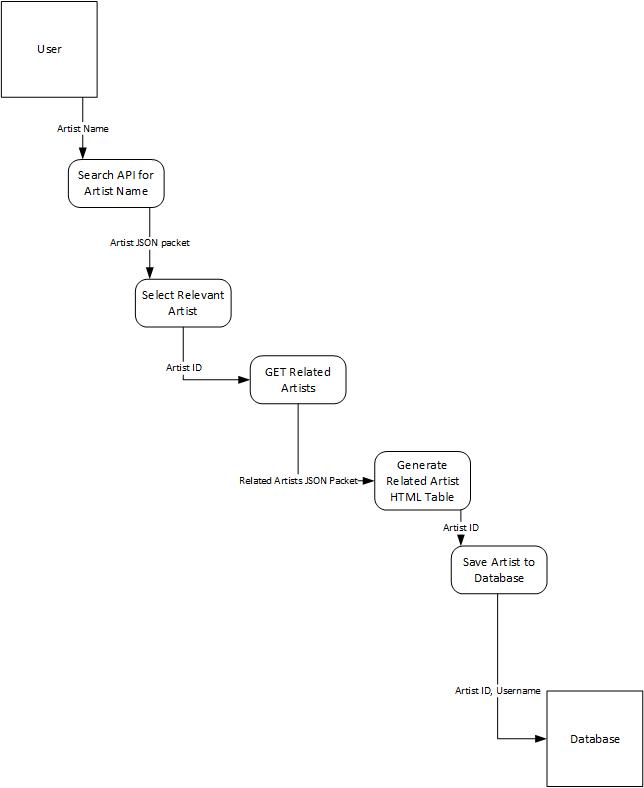 User
Artist Name
Search API for
Artist Name
Artist JSON packet
Select Relevant
Artist
Artist ID
GET Related
Artists
Related Artists JSON Packet
Generate
Related Artist
HTML Table
Artist ID
Save Artist to
Database
Artist ID, Username
Database